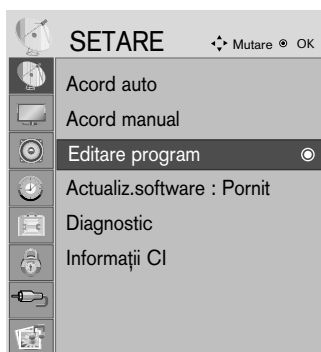 SETARE Mutare OK
Acord auto
Acord manual
Editare program
Actualiz.software : Pornit
Diagnostic
Informații CI